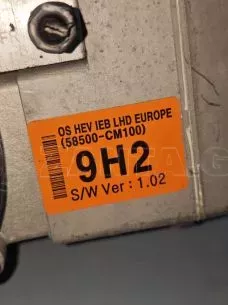 OS HEV IEB LHD EUROPE
(58500-CM100)
9H2
S/W Ver : 1.02